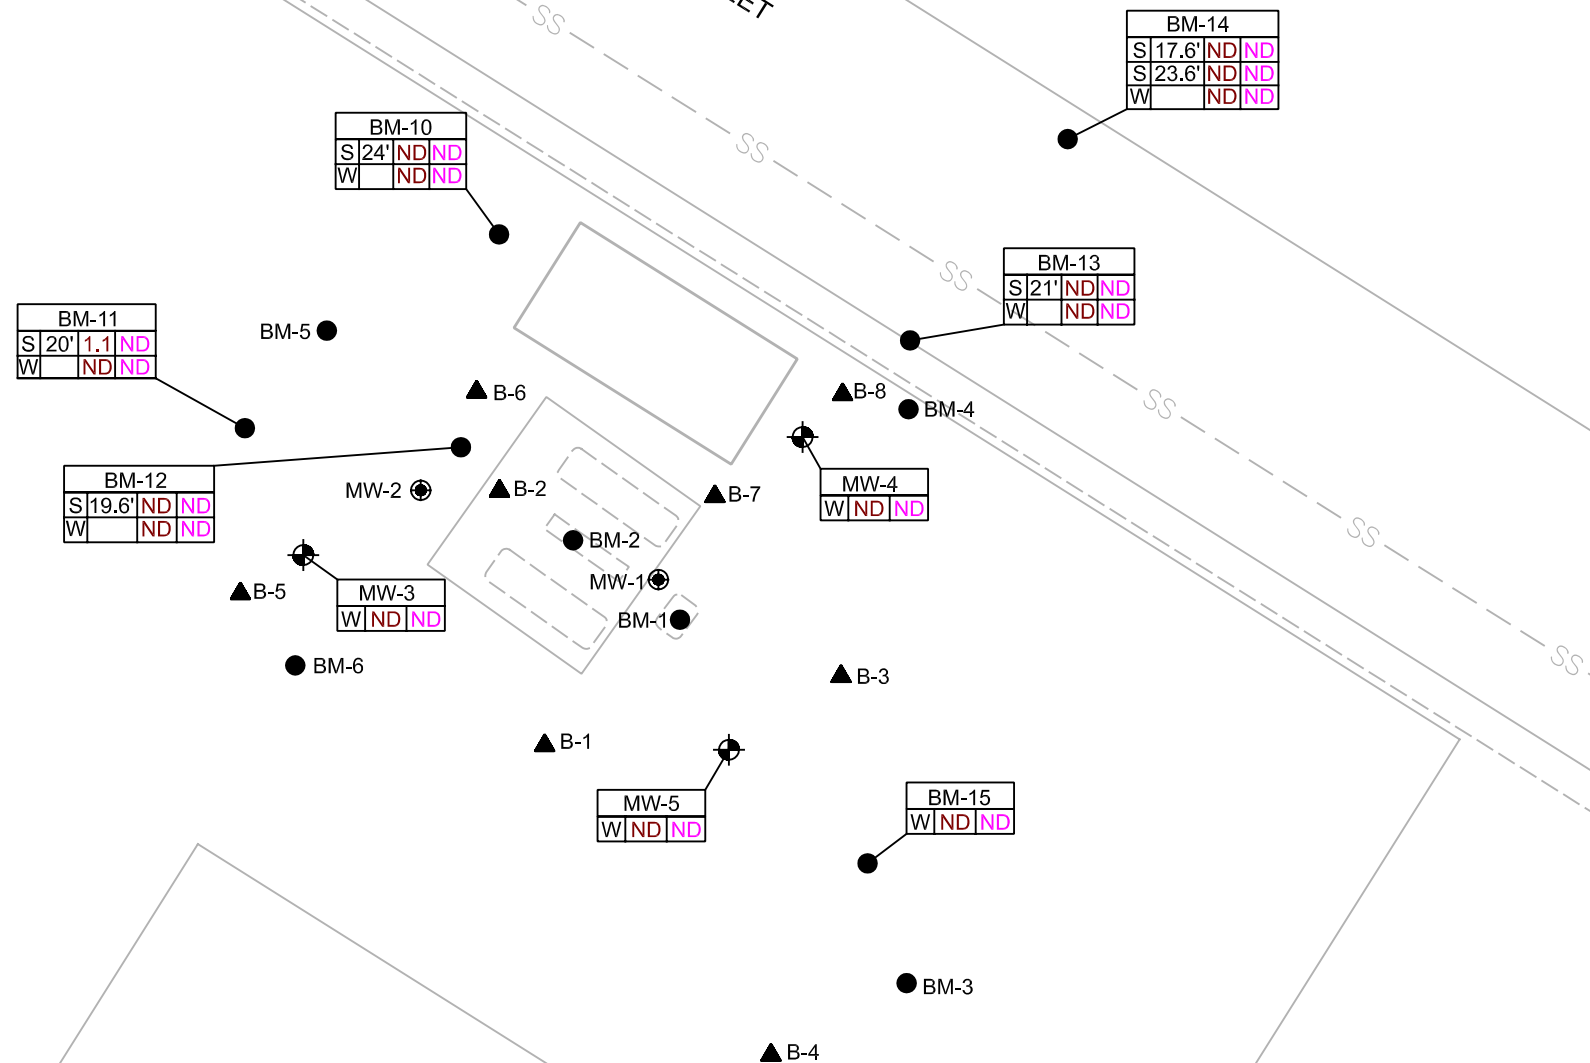 SS
BM-14
S 17.6' ND ND
S 23.6' ND ND
W ND ND
BM-10
S 24' ND ND
W ND ND
SS
BM-13
S 21' ND ND
W ND ND
SS
BM-11
S 20' 1.1 ND
W ND ND
BM-5
B-6
B-8
BM-4
SS
BM-12
S 19.6' ND ND
W ND ND
MW-2
B-2
B-7
MW-4
W ND ND
SS
BM-2
MW-1
B-5
MW-3
W ND ND
BM-1
BM-6
B-3
SS
B-1
MW-5
W ND ND
BM-15
W ND ND
BM-3
B-4